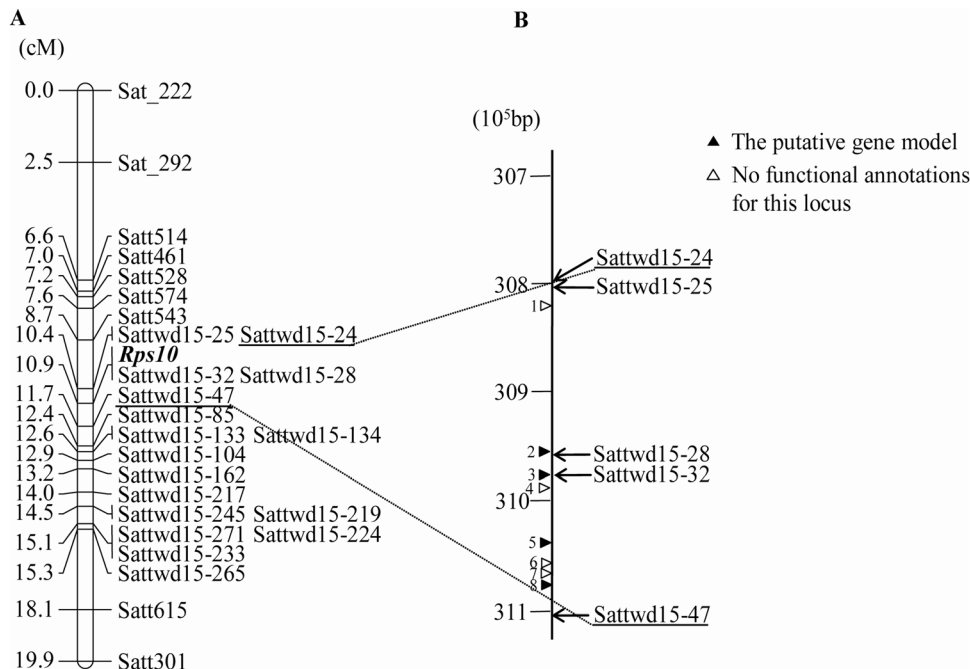 A
(cM)
0.0 Sat_222
2.5 Sat_292
6.6 Satt514
7.0 Satt461
7.2 Satt528
7.6 Satt574
8.7 Satt543
10.4 Sattwd15-25 Sattwd15-24
Rps10
10.9 Sattwd15-32 Sattwd15-28
11.7 Sattwd15-47
12.4 Sattwd15-85
12.6 Sattwd15-133 Sattwd15-134
12.9 Sattwd15-104
13.2 Sattwd15-162
14.0 Sattwd15-217
14.5 Sattwd15-245 Sattwd15-219
Sattwd15-271 Sattwd15-224
15.1 Sattwd15-233
15.3 Sattwd15-265
18.1 Satt615
19.9 Satt301
B
(10⁵bp)
307
Sattwd15-24
308
Sattwd15-25
1
309
2 Sattwd15-28
3 Sattwd15-32
4
310
5
6
7
8
311 Sattwd15-47
The putative gene model
No functional annotations
for this locus